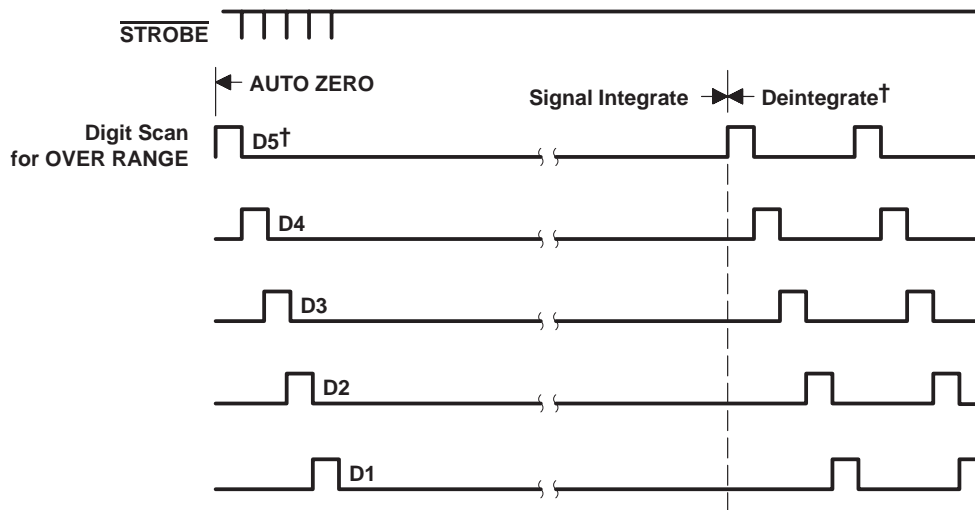 STROBE
AUTO ZERO
Signal Integrate
Deintegrate†
Digit Scan
for OVER RANGE
D5†
D4
D3
D2
D1